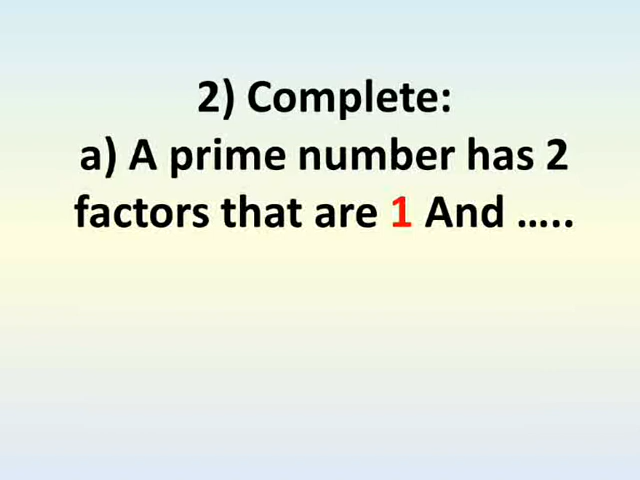 2) Complete:
a) A prime number has 2
factors that are 1 And …..